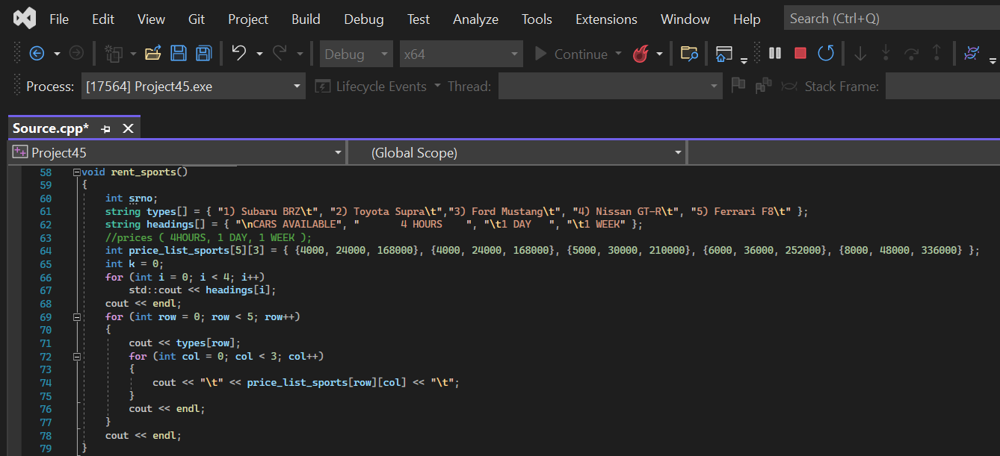 File Edit View Git Project Build Debug Test Analyze Tools Extensions Window Help Search (Ctrl+Q)
Debug x64 Continue
Process: [17564] Project45.exe Lifecycle Events Thread: Stack Frame:
Source.cpp*
Project45 (Global Scope)
58 void rent_sports()
59 {
60 int srno;
61 string types[] = { "1) Subaru BRZ\t", "2) Toyota Supra\t","3) Ford Mustang\t", "4) Nissan GT-R\t", "5) Ferrari F8\t" };
62 string headings[] = { "\nCARS AVAILABLE", "       4 HOURS    ", "\t1 DAY   ", "\t1 WEEK" };
63 //prices ( 4HOURS, 1 DAY, 1 WEEK );
64 int price_list_sports[5][3] = { {4000, 24000, 168000}, {4000, 24000, 168000}, {5000, 30000, 210000}, {6000, 36000, 252000}, {8000, 48000, 336000} };
65 int k = 0;
66 for (int i = 0; i < 4; i++)
67 std::cout << headings[i];
68 cout << endl;
69 for (int row = 0; row < 5; row++)
70 {
71 cout << types[row];
72 for (int col = 0; col < 3; col++)
73 {
74 cout << "\t" << price_list_sports[row][col] << "\t";
75 }
76 cout << endl;
77 }
78 cout << endl;
79 }